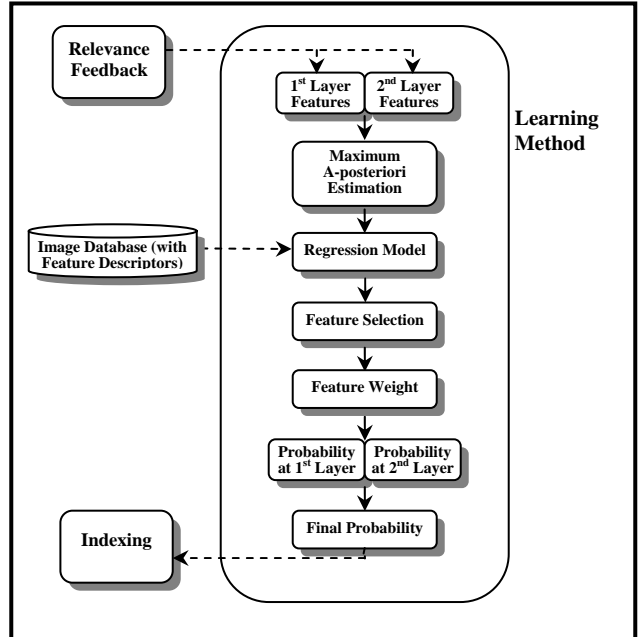 Relevance
Feedback
1st Layer
Features
2nd Layer
Features
Learning
Method
Maximum
A-posteriori
Estimation
Image Database (with
Feature Descriptors)
Regression Model
Feature Selection
Feature Weight
Probability
at 1st Layer
Probability
at 2nd Layer
Final Probability
Indexing